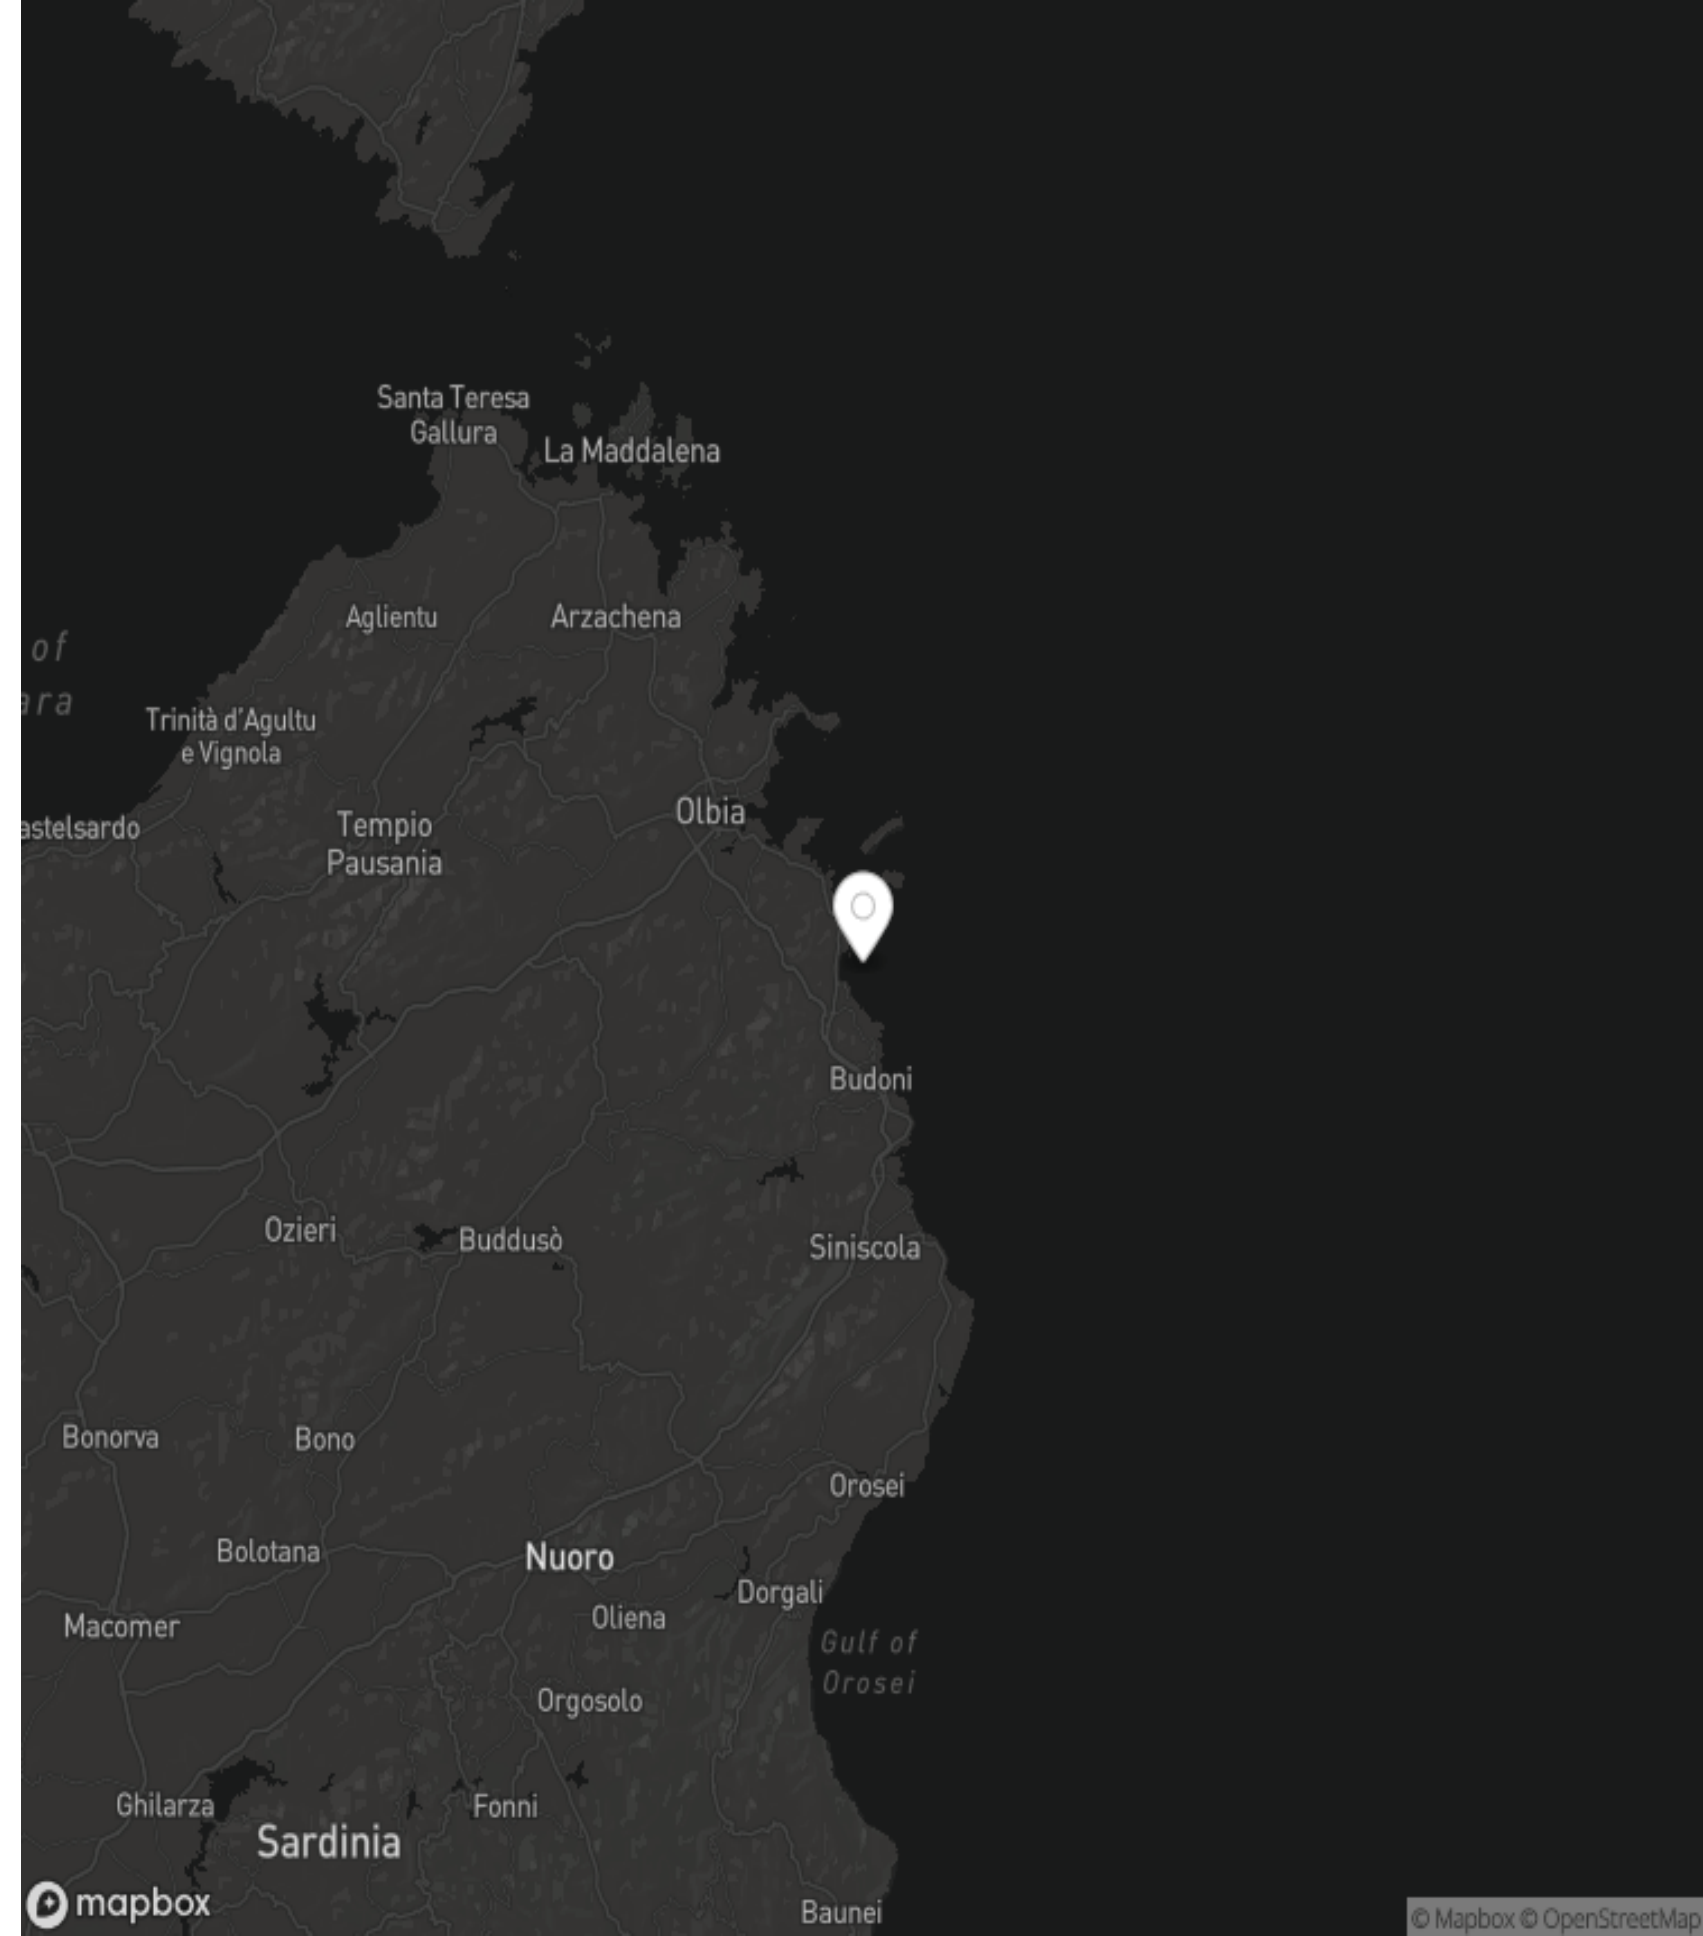 Santa Teresa
Gallura
La Maddalena
Aglientu
Arzachena
of
ara
Trinità d'Agultu
e Vignola
Olbia
astelsardo
Tempio
Pausania
Budoni
Ozieri
Buddusò
Siniscola
Bonorva
Bono
Orosei
Bolotana
Nuoro
Dorgali
Oliena
Macomer
Gulf of
Orosei
Orgosolo
Ghilarza
Fonni
Sardinia
mapbox
Baunei
© Mapbox © OpenStreetMap